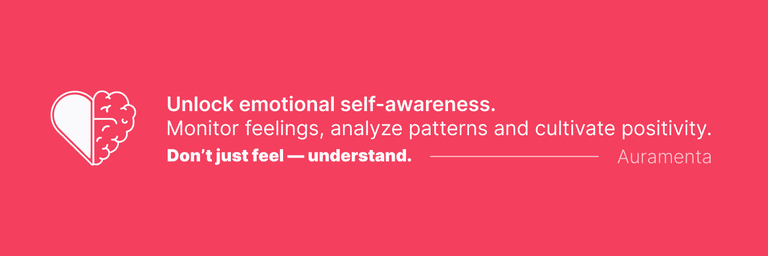 Unlock emotional self-awareness.
Monitor feelings, analyze patterns and cultivate positivity.
Don’t just feel — understand. Auramenta